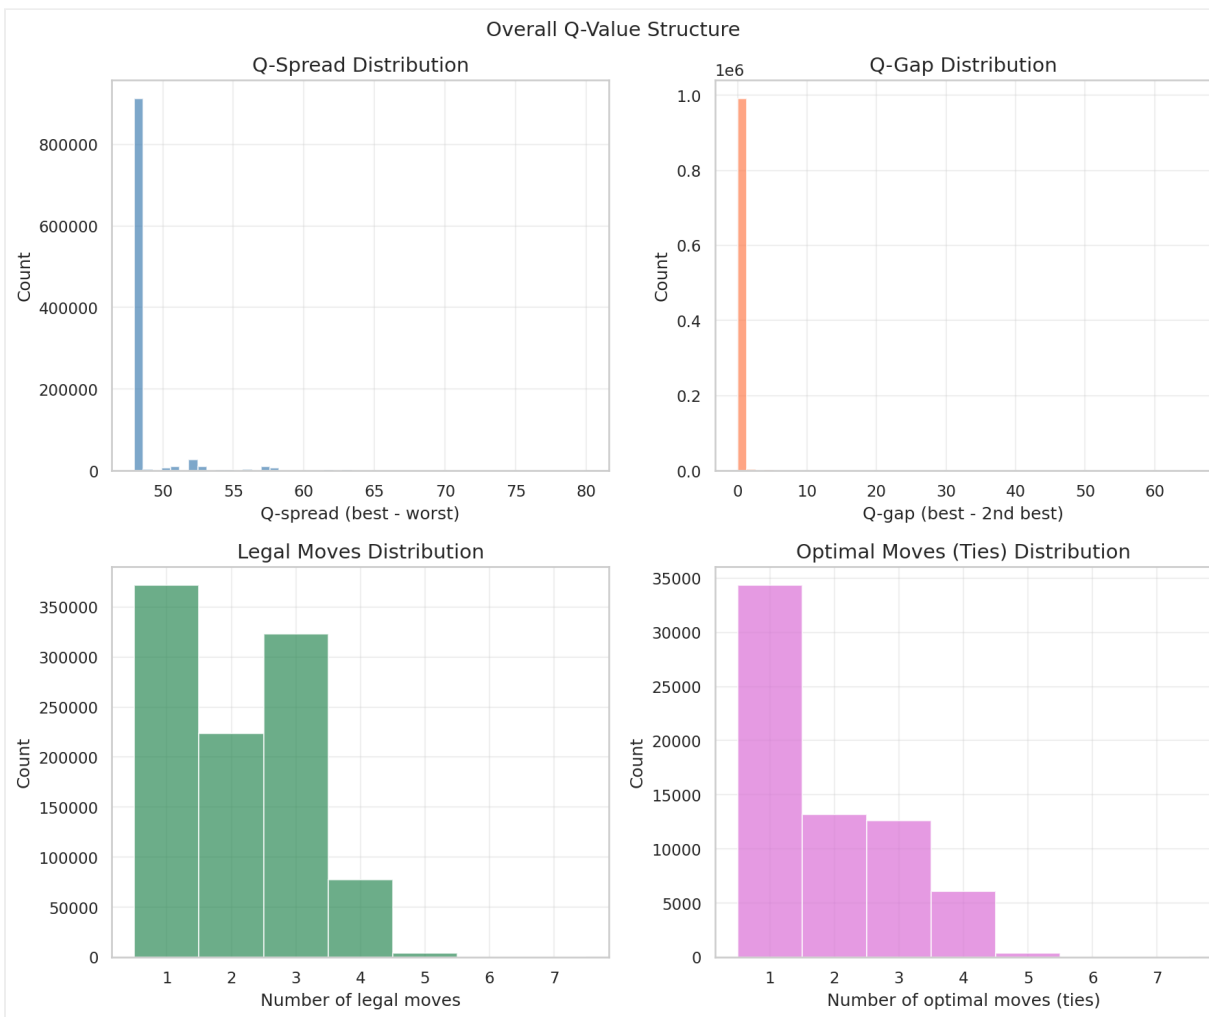 Overall Q-Value Structure
Q-Spread Distribution
Count
800000
600000
400000
200000
0
50 55 60 65 70 75 80
Q-spread (best - worst)
Q-Gap Distribution
1e6
Count
1.0
0.8
0.6
0.4
0.2
0.0
0 10 20 30 40 50 60
Q-gap (best - 2nd best)
Legal Moves Distribution
Count
350000
300000
250000
200000
150000
100000
50000
0
1 2 3 4 5 6 7
Number of legal moves
Optimal Moves (Ties) Distribution
Count
35000
30000
25000
20000
15000
10000
5000
0
1 2 3 4 5 6 7
Number of optimal moves (ties)